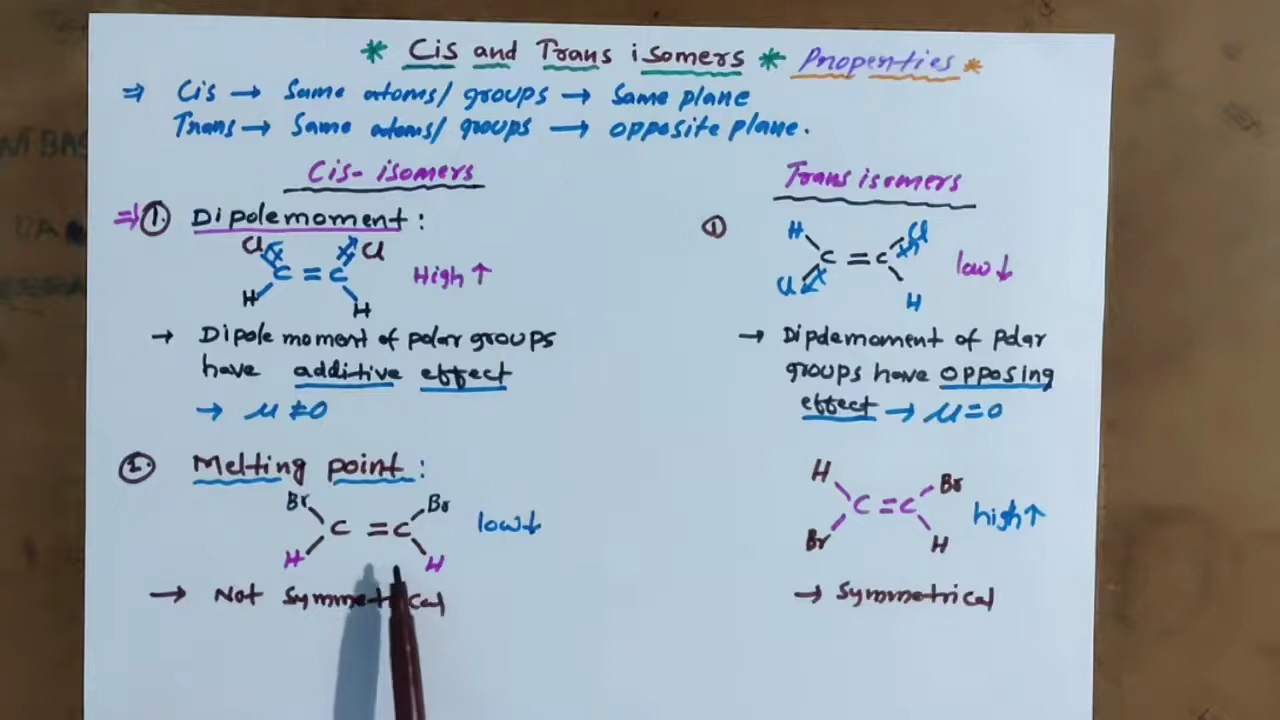 * Cis and Trans isomers * Properties *
⇒ Cis → Same atoms/ groups → Same plane
Trans → Same atoms/ groups → opposite plane.
Cis- isomers
Trans isomers
⇒ 1. Dipolemoment :
Cl Cl
C = C
H H
High ↑
→ Dipole moment of polar groups
have additive effect
→ μ ≠ 0
1
H Cl
C = C
Cl H
low ↓
→ Dipolemoment of Polar
groups have opposing
effect → μ = 0
2. Melting point :
Br Br
C = C
H H
low ↓
→ Not Symmetrical
H Br
C = C
Br H
high ↑
→ Symmetrical